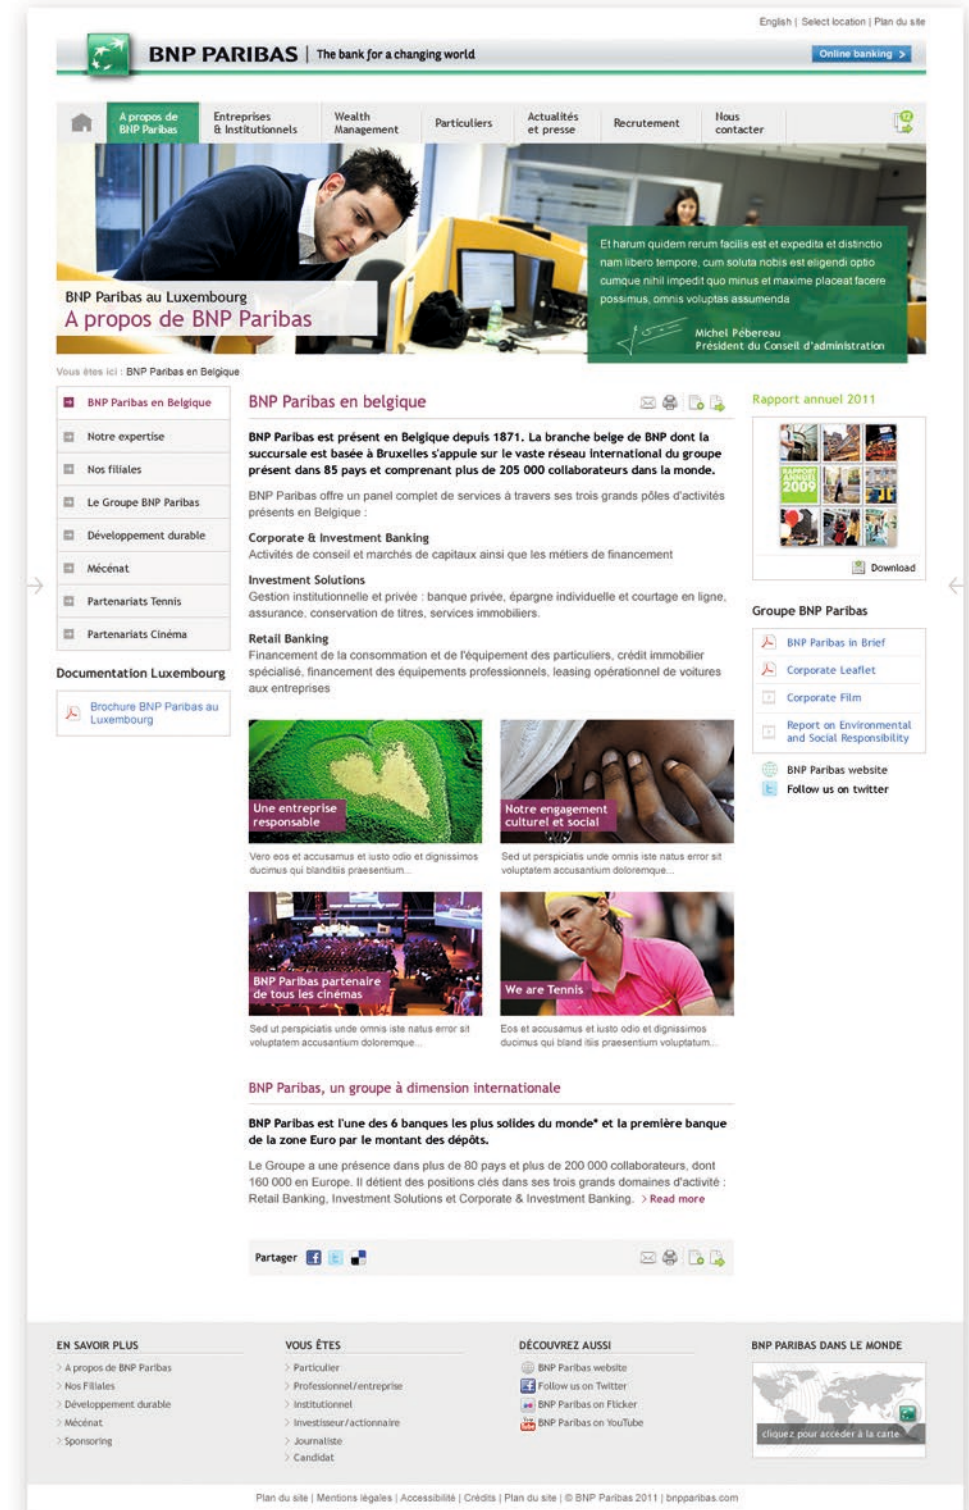 English | Select location | Plan du site
BNP PARIBAS | The bank for a changing world
Online banking >
A propos de
BNP Paribas
Entreprises
& Institutionnels
Wealth
Management
Particuliers
Actualités
et presse
Recrutement
Nous
contacter
12
Et harum quidem rerum facilis est et expedita et distinctio
nam libero tempore, cum soluta nobis est eligendi optio
cumque nihil impedit quo minus et maxime placeat facere
possimus, omnis voluptas assumenda
Michel Pébereau
Président du Conseil d'administration
BNP Paribas au Luxembourg
A propos de BNP Paribas
Vous êtes ici : BNP Paribas en Belgique
BNP Paribas en Belgique
Notre expertise
Nos filiales
Le Groupe BNP Paribas
Développement durable
Mécénat
Partenariats Tennis
Partenariats Cinéma
Documentation Luxembourg
Brochure BNP Paribas au
Luxembourg
BNP Paribas en belgique
BNP Paribas est présent en Belgique depuis 1871. La branche belge de BNP dont la
succursale est basée à Bruxelles s'appuie sur le vaste réseau international du groupe
présent dans 85 pays et comprenant plus de 205 000 collaborateurs dans la monde.
BNP Paribas offre un panel complet de services à travers ses trois grands pôles d'activités
présents en Belgique :
Corporate & Investment Banking
Activités de conseil et marchés de capitaux ainsi que les métiers de financement
Investment Solutions
Gestion institutionnelle et privée : banque privée, épargne individuelle et courtage en ligne,
assurance, conservation de titres, services immobiliers.
Retail Banking
Financement de la consommation et de l'équipement des particuliers, crédit immobilier
spécialisé, financement des équipements professionnels, leasing opérationnel de voitures
aux entreprises
Une entreprise
responsable
Vero eos et accusamus et iusto odio et dignissimos
ducimus qui blanditiis praesentium...
Notre engagement
culturel et social
Sed ut perspiciatis unde omnis iste natus error sit
voluptatem accusantium doloremque...
BNP Paribas partenaire
de tous les cinémas
Sed ut perspiciatis unde omnis iste natus error sit
voluptatem accusantium doloremque...
We are Tennis
Eos et accusamus et iusto odio et dignissimos
ducimus qui bland itiis praesentium voluptatum...
BNP Paribas, un groupe à dimension internationale
BNP Paribas est l'une des 6 banques les plus solides du monde* et la première banque
de la zone Euro par le montant des dépôts.
Le Groupe a une présence dans plus de 80 pays et plus de 200 000 collaborateurs, dont
160 000 en Europe. Il détient des positions clés dans ses trois grands domaines d'activité :
Retail Banking, Investment Solutions et Corporate & Investment Banking. > Read more
Partager
Rapport annuel 2011
RAPPORT
ANNUEL
2009
Download
Groupe BNP Paribas
BNP Paribas in Brief
Corporate Leaflet
Corporate Film
Report on Environmental
and Social Responsibility
BNP Paribas website
Follow us on twitter
EN SAVOIR PLUS
> A propos de BNP Paribas
> Nos Filiales
> Développement durable
> Mécénat
> Sponsoring
VOUS ÊTES
> Particulier
> Professionnel/entreprise
> Institutionnel
> Investisseur/actionnaire
> Journaliste
> Candidat
DÉCOUVREZ AUSSI
BNP Paribas website
Follow us on Twitter
BNP Paribas on Flicker
BNP Paribas on YouTube
BNP PARIBAS DANS LE MONDE
cliquez pour accéder à la carte
Plan du site | Mentions légales | Accessibilité | Crédits | Plan du site | © BNP Paribas 2011 | bnpparibas.com